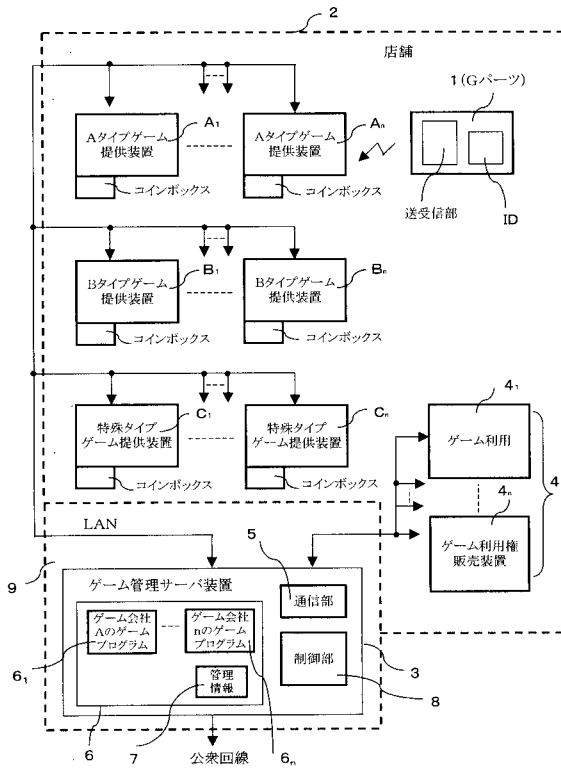 2
店舗
1(Gパーツ)
A1
Aタイプゲーム
提供装置
コインボックス
An
Aタイプゲーム
提供装置
コインボックス
送受信部
ID
B1
Bタイプゲーム
提供装置
コインボックス
Bn
Bタイプゲーム
提供装置
コインボックス
C1
特殊タイプ
ゲーム提供装置
コインボックス
Cn
特殊タイプ
ゲーム提供装置
コインボックス
41
ゲーム利用
4
4n
ゲーム利用権
販売装置
LAN
9
ゲーム管理サーバ装置
5
通信部
ゲーム会社
Aのゲーム
プログラム
ゲーム会社
nのゲーム
プログラム
61
制御部
3
管理
情報
8
6
7
6n
公衆回線